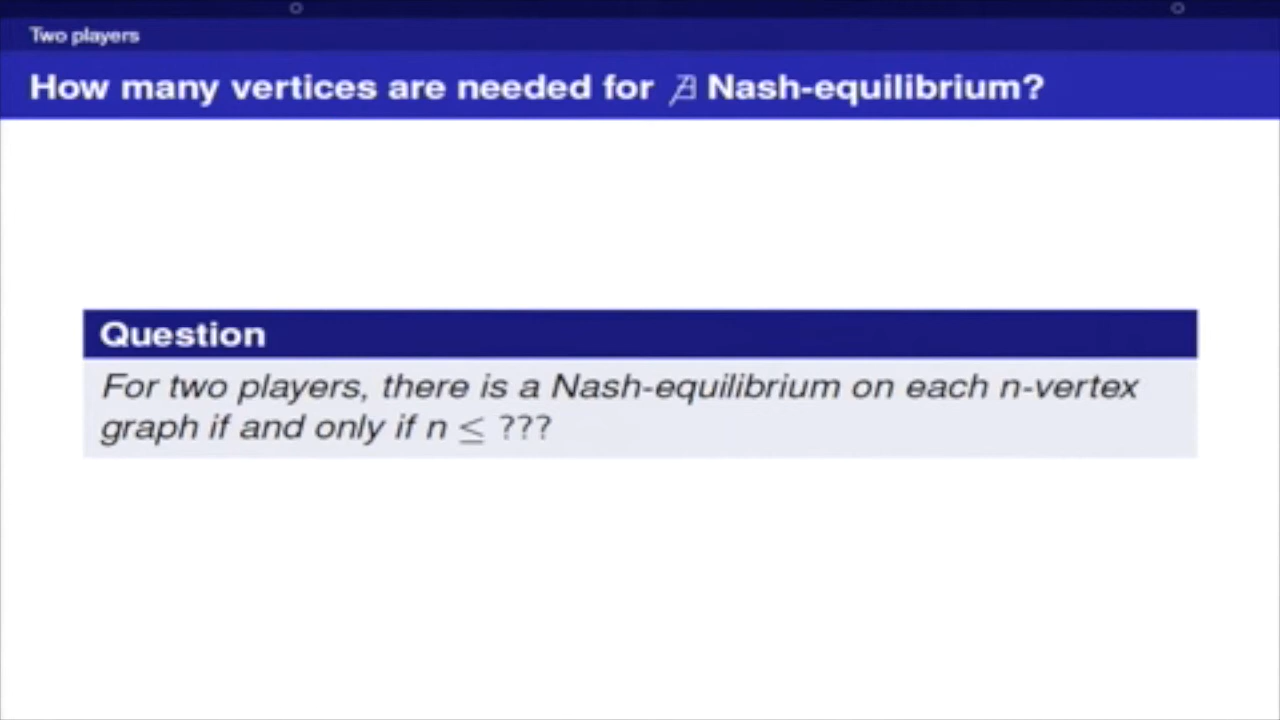 Two players
How many vertices are needed for ∄ Nash-equilibrium?
Question
For two players, there is a Nash-equilibrium on each n-vertex
graph if and only if n ≤ ???